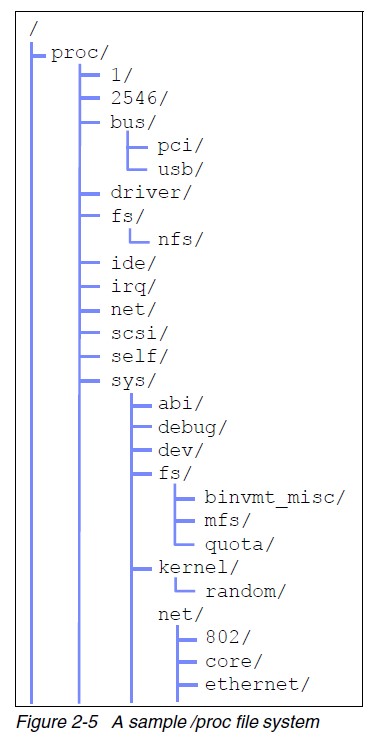 /
proc/
1/
2546/
bus/
pci/
usb/
driver/
fs/
nfs/
ide/
irq/
net/
scsi/
self/
sys/
abi/
debug/
dev/
fs/
binvmt_misc/
mfs/
quota/
kernel/
random/
net/
802/
core/
ethernet/
Figure 2-5 A sample /proc file system